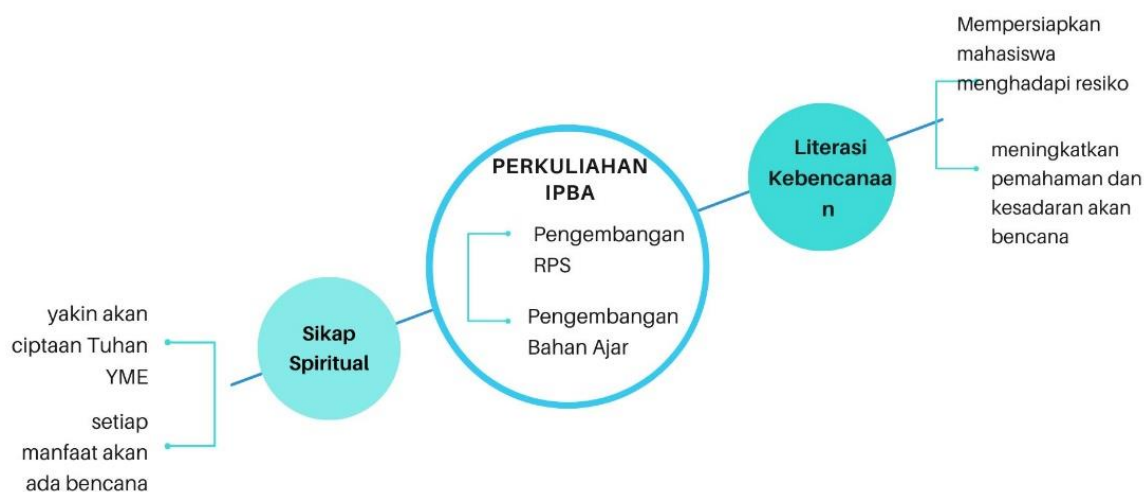 Mempersiapkan
mahasiswa
menghadapi resiko
meningkatkan
pemahaman dan
kesadaran akan
bencana
Literasi
Kebencanaa
n
PERKULIAHAN
IPBA
Pengembangan
RPS
Pengembangan
Bahan Ajar
Sikap
Spiritual
yakin akan
ciptaan Tuhan
YME
setiap
manfaat akan
ada bencana